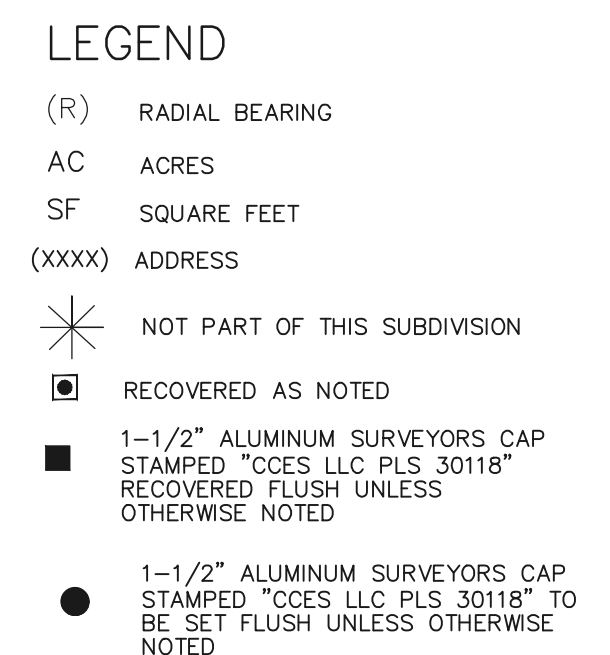 LEGEND
(R) RADIAL BEARING
AC ACRES
SF SQUARE FEET
(XXXX) ADDRESS
NOT PART OF THIS SUBDIVISION
RECOVERED AS NOTED
1-1/2" ALUMINUM SURVEYORS CAP
STAMPED "CCES LLC PLS 30118"
RECOVERED FLUSH UNLESS
OTHERWISE NOTED
1-1/2" ALUMINUM SURVEYORS CAP
STAMPED "CCES LLC PLS 30118" TO
BE SET FLUSH UNLESS OTHERWISE
NOTED